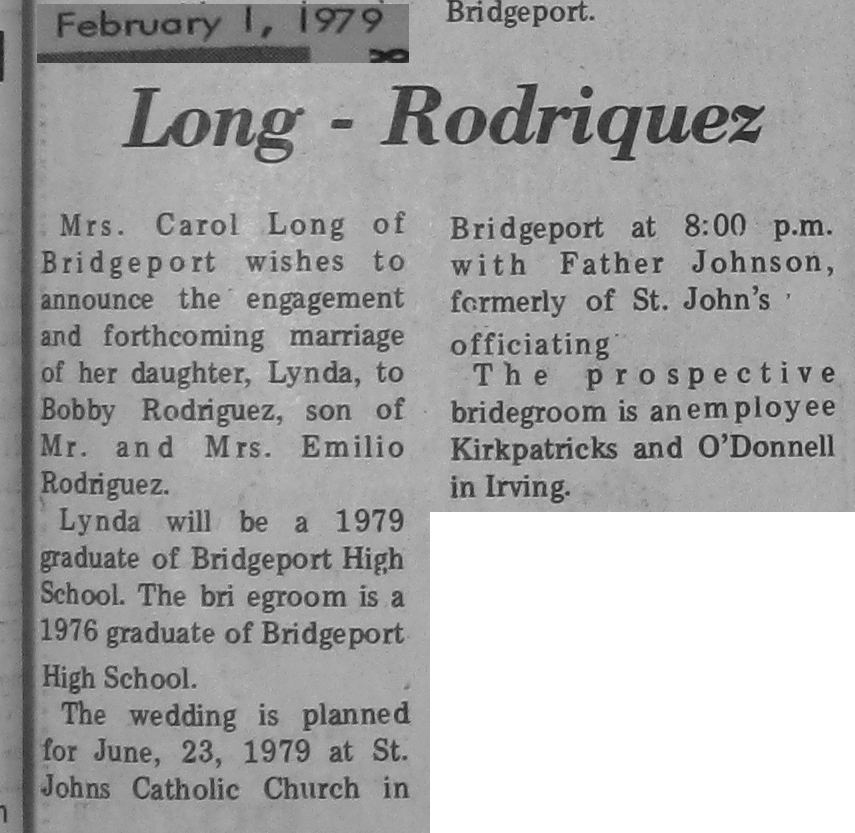 February 1, 1979
Bridgeport.
Long - Rodriquez
Mrs. Carol Long of
Bridgeport wishes to
announce the engagement
and forthcoming marriage
of her daughter, Lynda, to
Bobby Rodriguez, son of
Mr. and Mrs. Emilio
Rodriguez.
Lynda will be a 1979
graduate of Bridgeport High
School. The bri egroom is a
1976 graduate of Bridgeport
High School.
The wedding is planned
for June, 23, 1979 at St.
Johns Catholic Church in
Bridgeport at 8:00 p.m.
with Father Johnson,
formerly of St. John's
officiating
The prospective
bridegroom is an employee
Kirkpatricks and O'Donnell
in Irving.